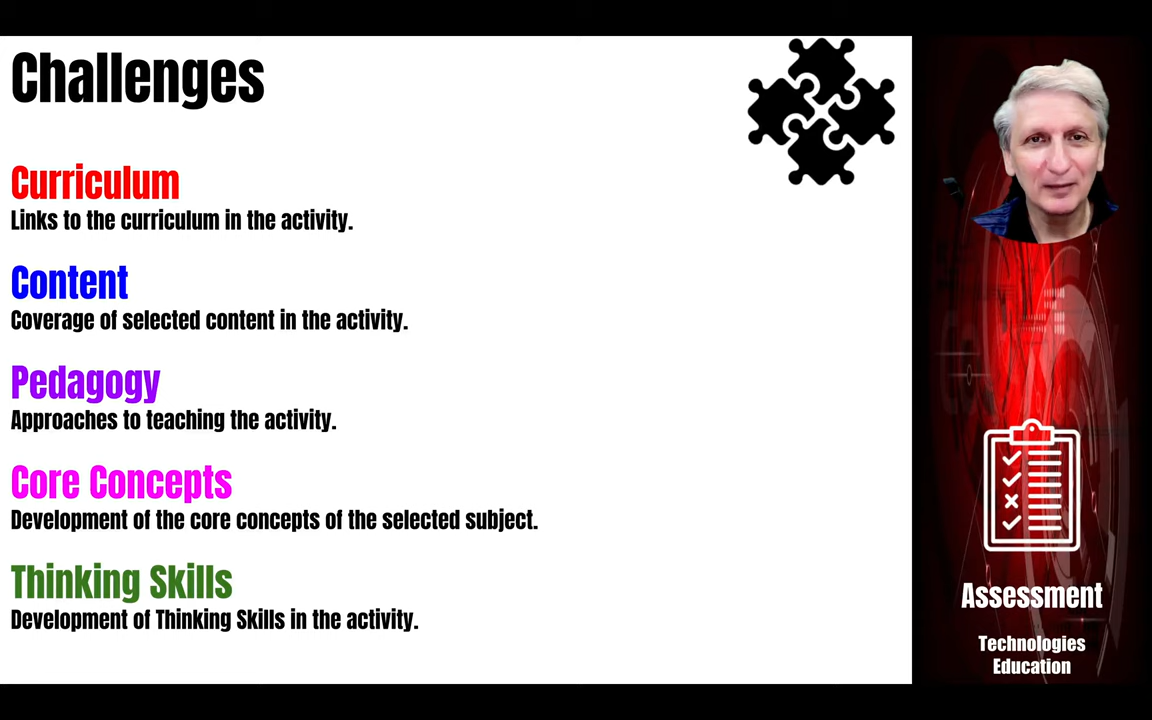 Challenges
Curriculum
Links to the curriculum in the activity.
Content
Coverage of selected content in the activity.
Pedagogy
Approaches to teaching the activity.
Core Concepts
Development of the core concepts of the selected subject.
Thinking Skills
Development of Thinking Skills in the activity.
Assessment
Technologies
Education